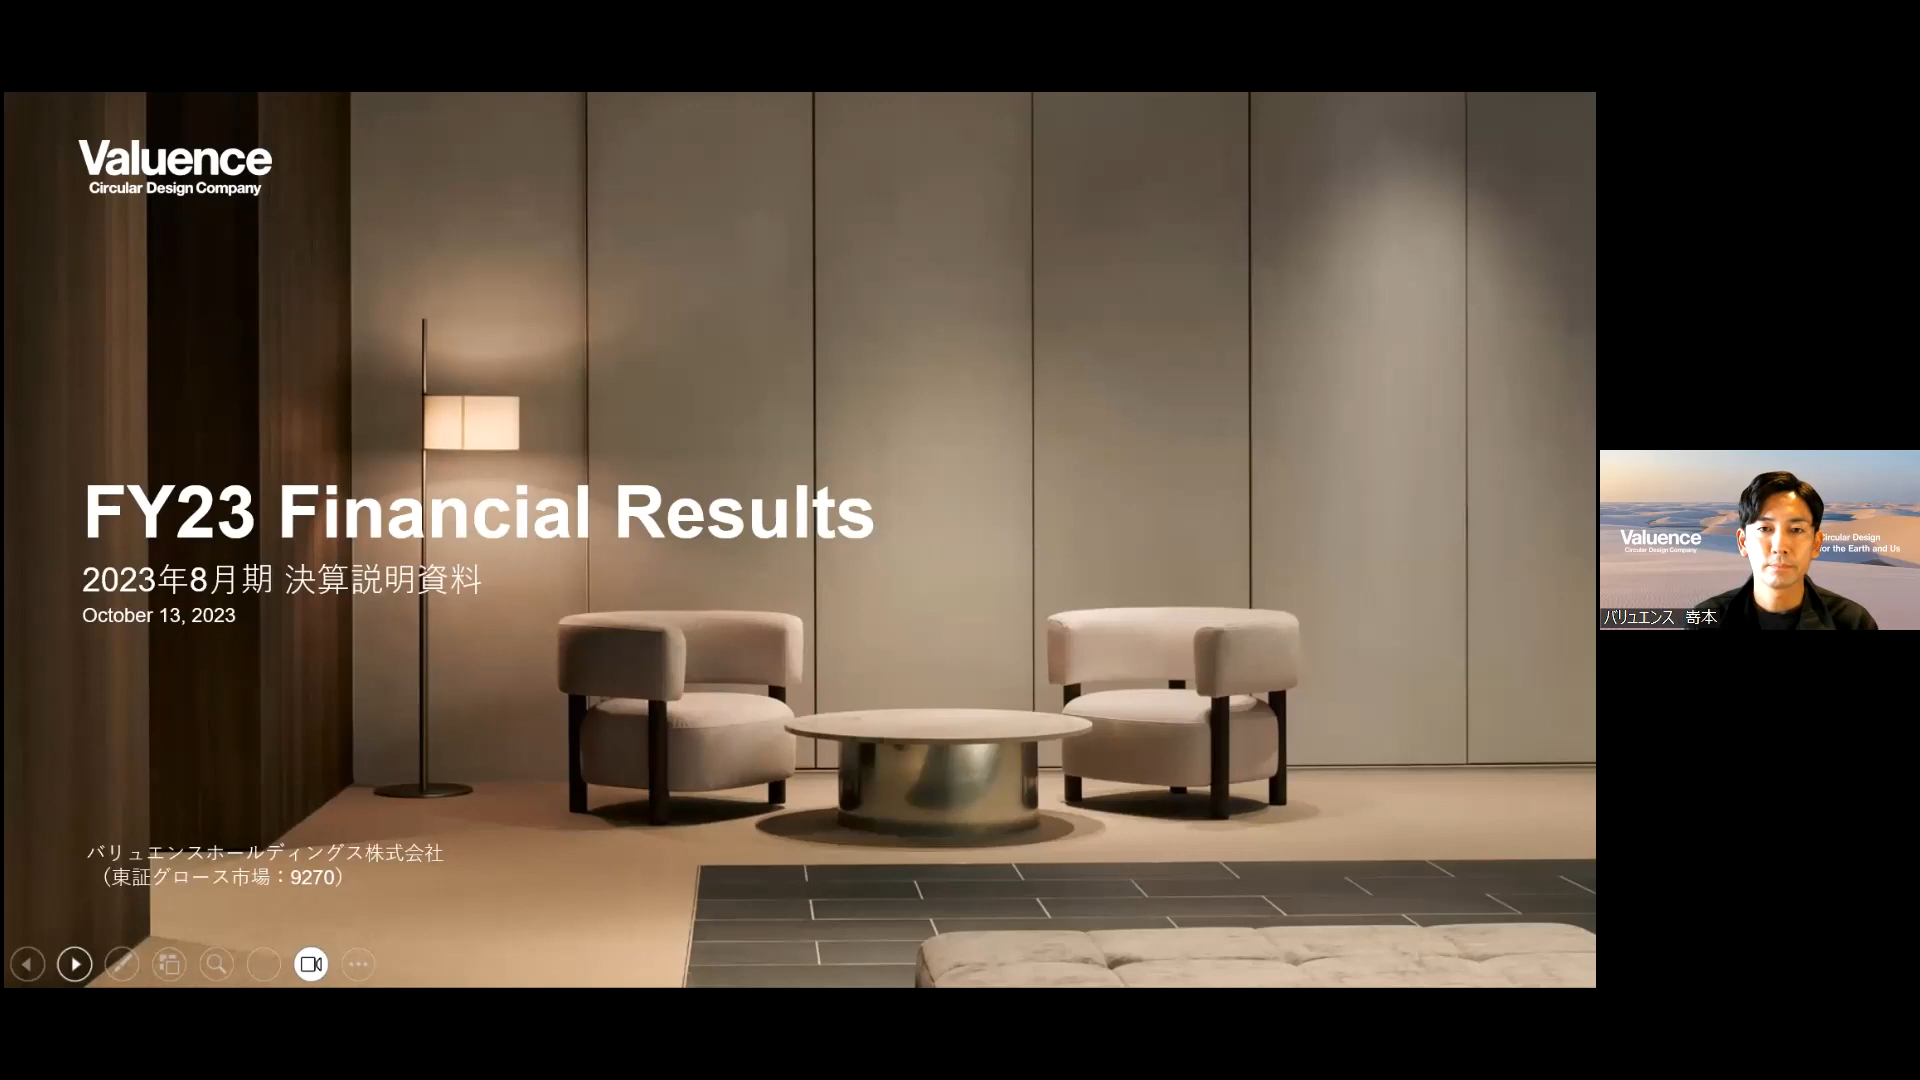 Valuence
Circular Design Company
FY23 Financial Results
2023年8月期 決算説明資料
October 13, 2023
バリュエンスホールディングス株式会社
（東証グロース市場：9270）
Valuence
Circular Design Company
Circular Design
for the Earth and Us
バリュエンス 嵜本